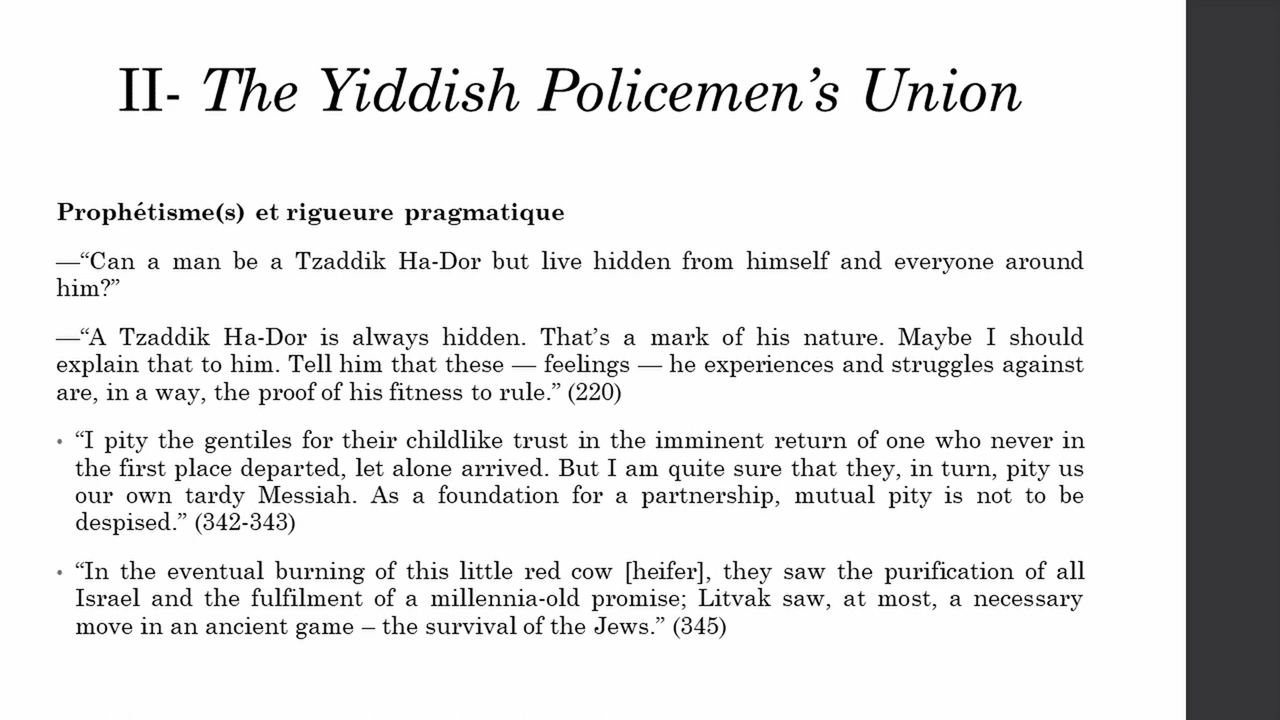 II- The Yiddish Policemen’s Union
Prophétisme(s) et rigueure pragmatique
—“Can a man be a Tzaddik Ha-Dor but live hidden from himself and everyone around
him?”
—“A Tzaddik Ha-Dor is always hidden. That’s a mark of his nature. Maybe I should
explain that to him. Tell him that these — feelings — he experiences and struggles against
are, in a way, the proof of his fitness to rule.” (220)
• “I pity the gentiles for their childlike trust in the imminent return of one who never in
the first place departed, let alone arrived. But I am quite sure that they, in turn, pity us
our own tardy Messiah. As a foundation for a partnership, mutual pity is not to be
despised.” (342-343)
• “In the eventual burning of this little red cow [heifer], they saw the purification of all
Israel and the fulfilment of a millennia-old promise; Litvak saw, at most, a necessary
move in an ancient game – the survival of the Jews.” (345)